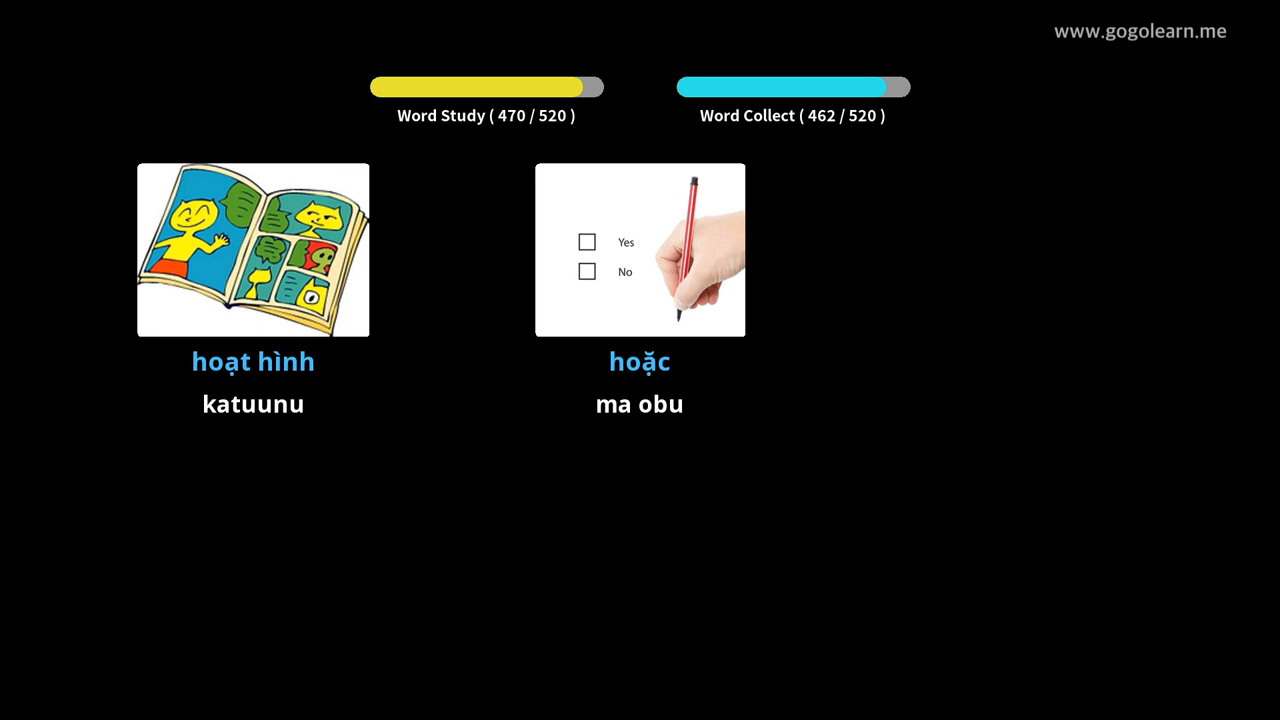 www.gogolearn.me
Word Study ( 470 / 520 )
Word Collect ( 462 / 520 )
Yes
No
hoạt hình
hoặc
katuunu
ma obu